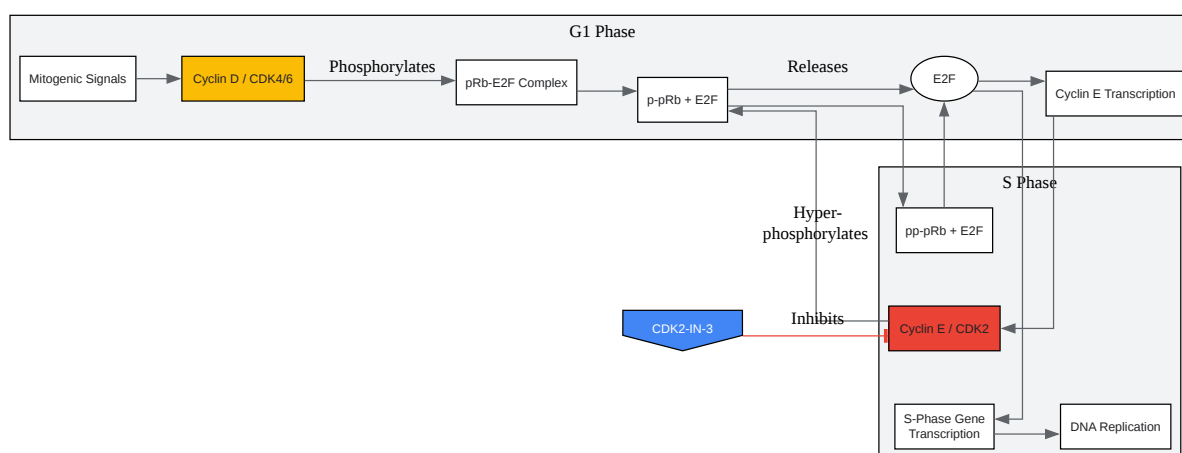 G1 Phase
Mitogenic Signals
Cyclin D / CDK4/6
Phosphorylates
pRb-E2F Complex
p-pRb + E2F
Releases
E2F
Cyclin E Transcription
S Phase
Hyper-
phosphorylates
pp-pRb + E2F
CDK2-IN-3
Inhibits
Cyclin E / CDK2
S-Phase Gene
Transcription
DNA Replication